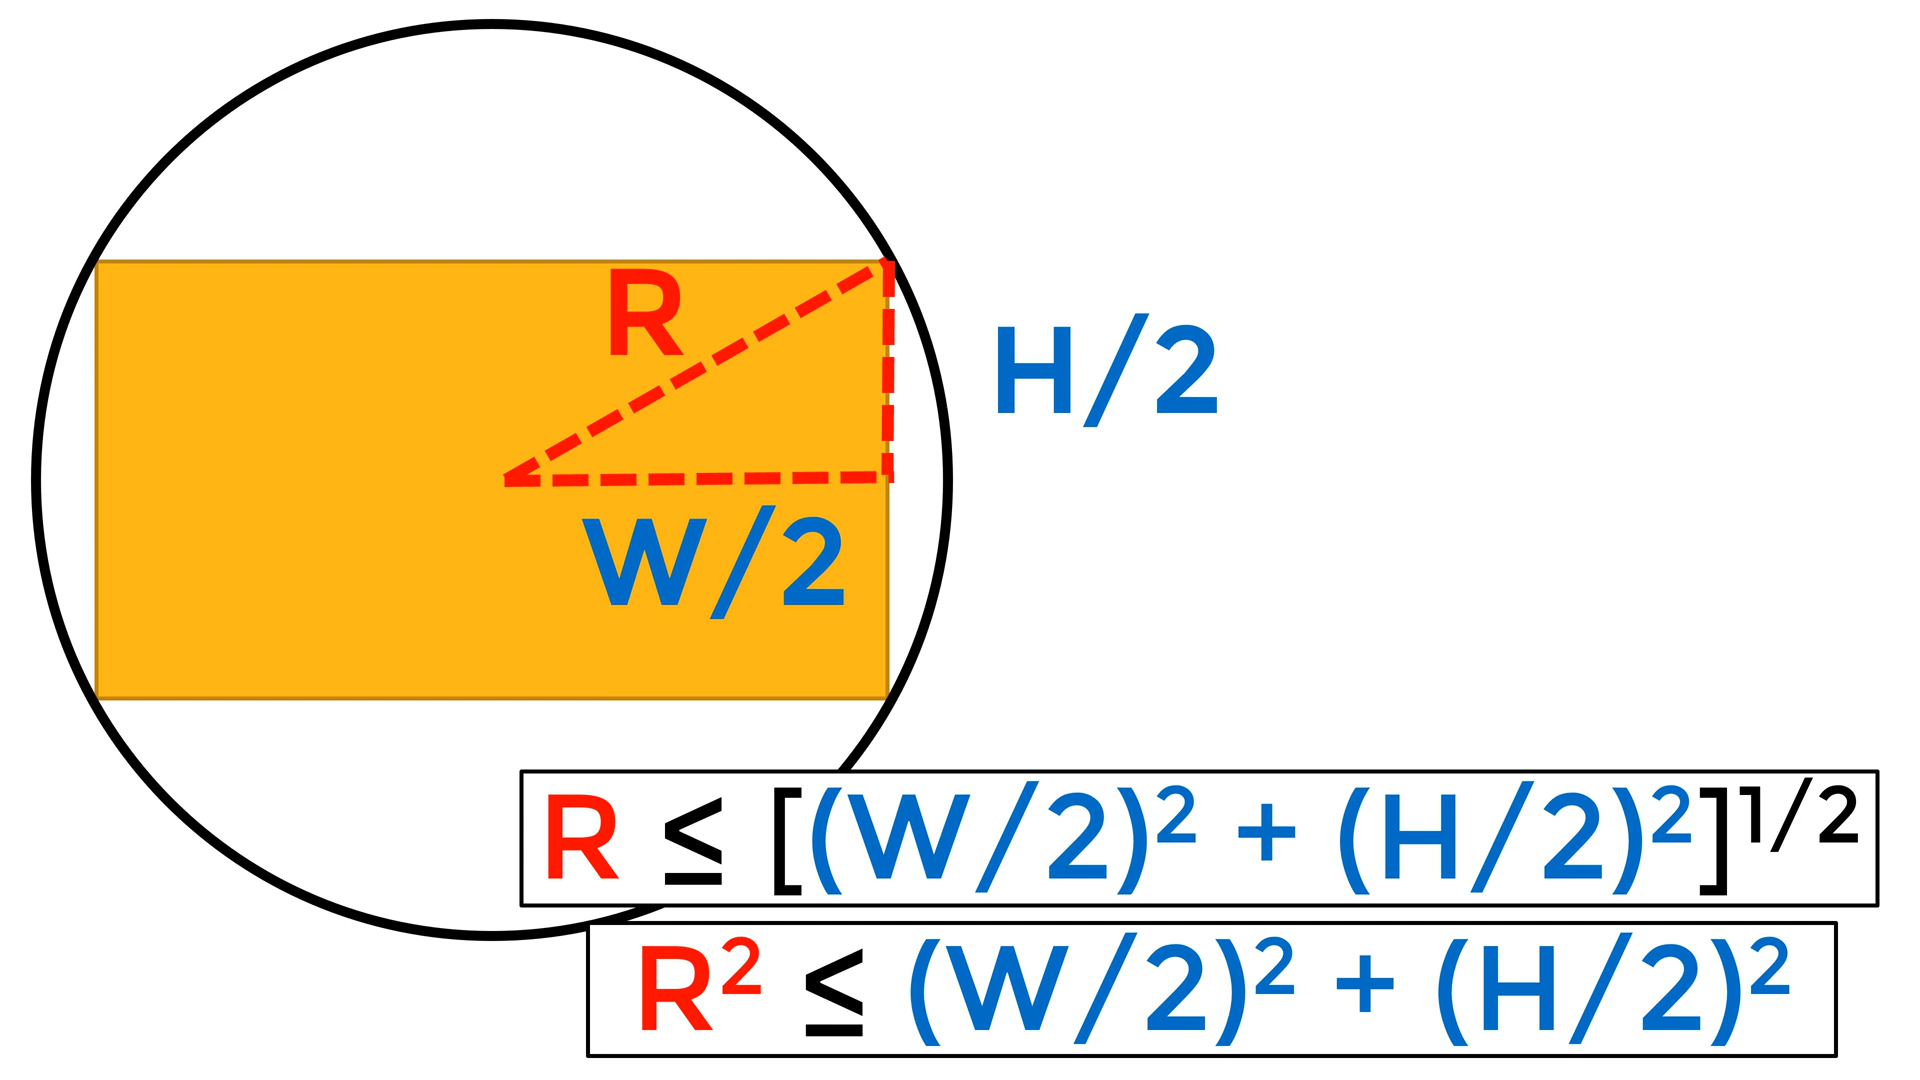 R
H/2
W/2
R ≤ [(W/2)² + (H/2)²]¹/²
R² ≤ (W/2)² + (H/2)²